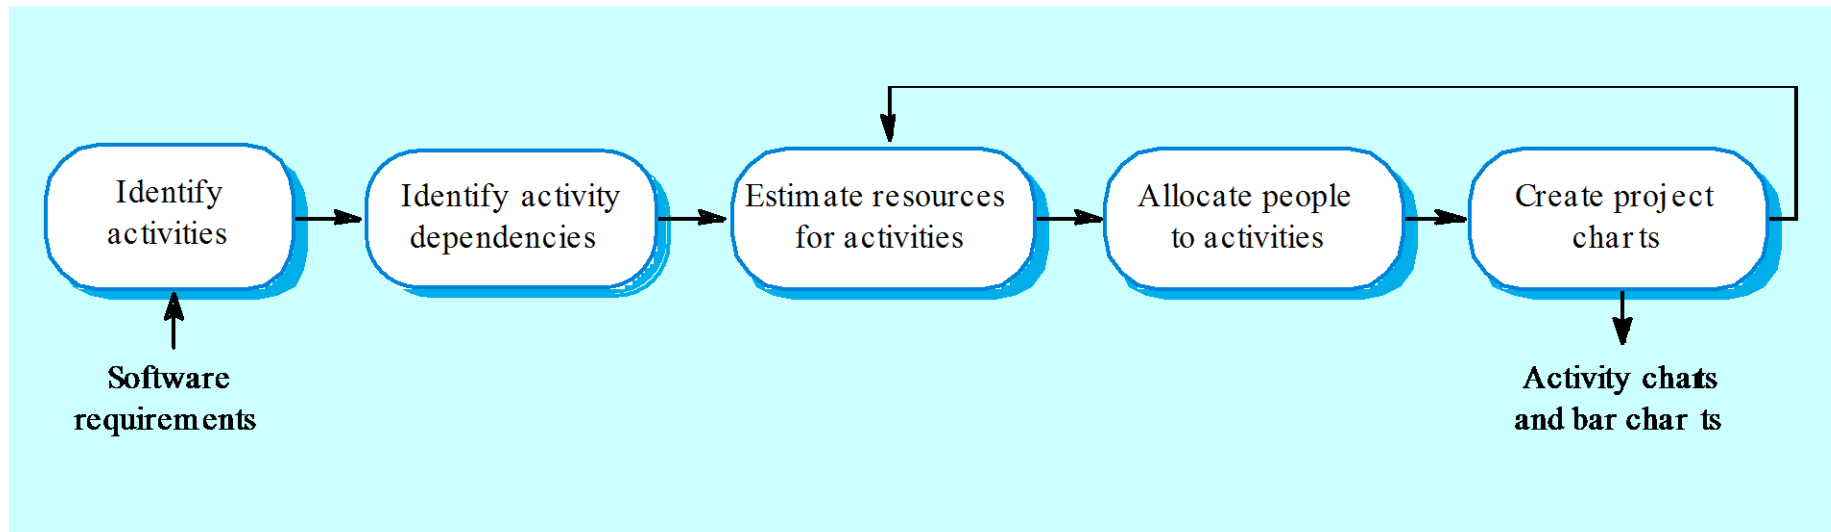 Identify
activities
Identify activity
dependencies
Estimate resources
for activities
Allocate people
to activities
Create project
charts
Software
requirements
Activity charts
and bar charts